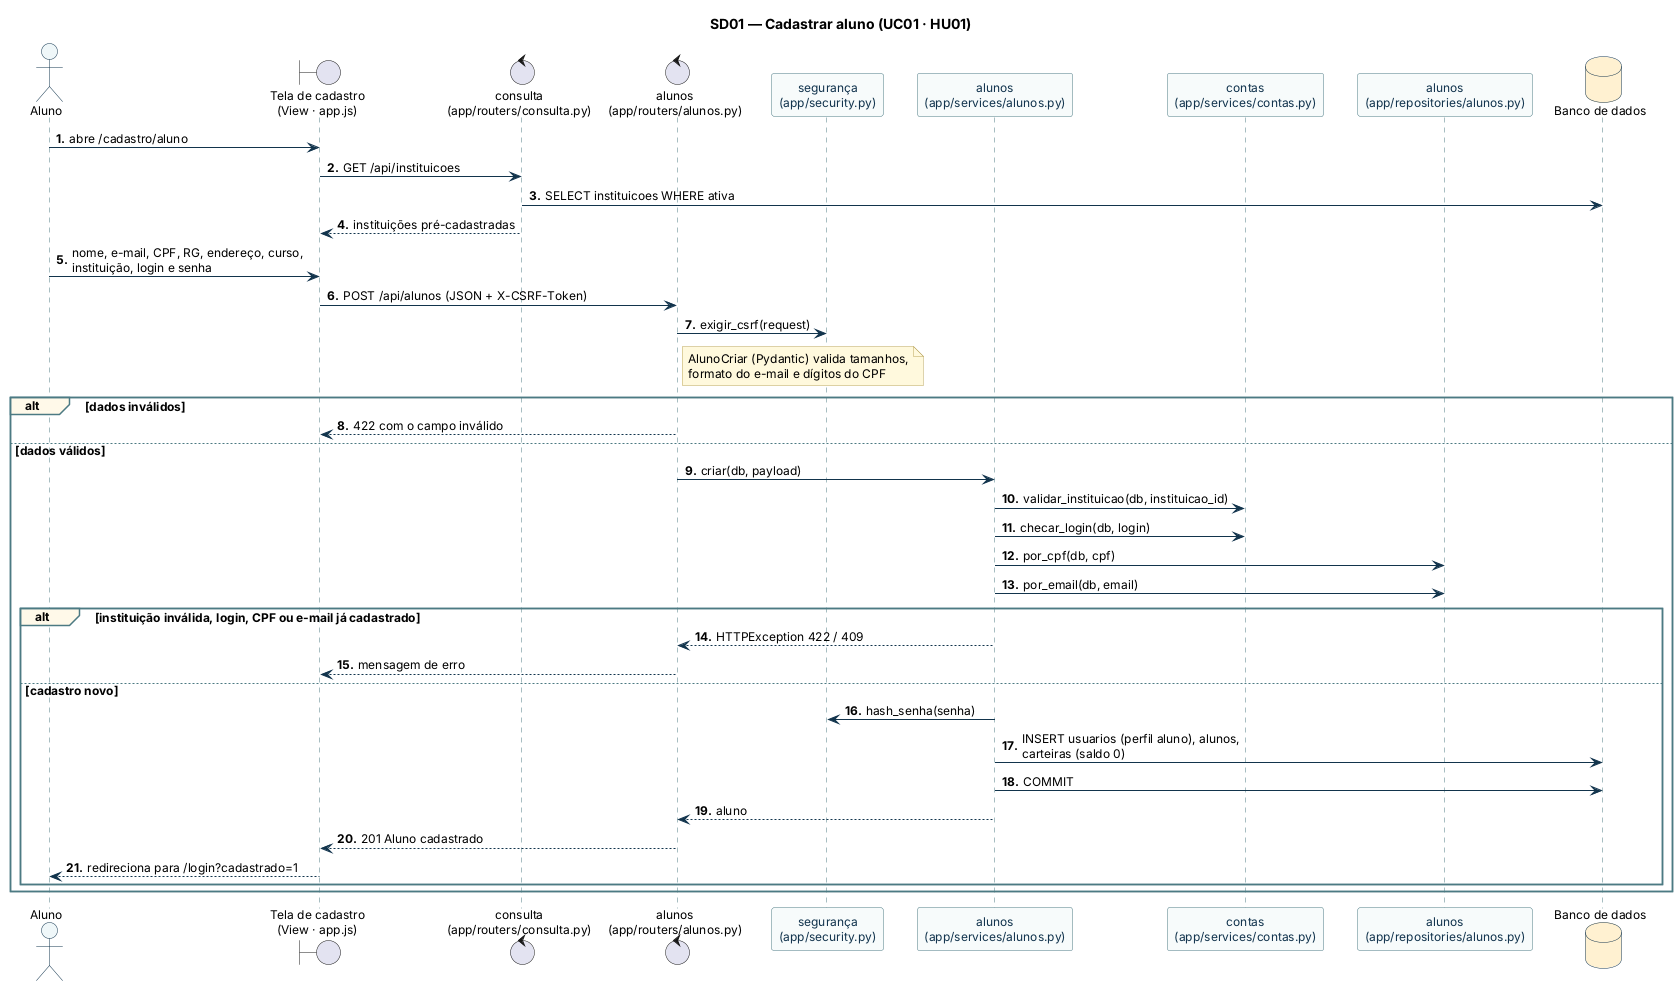 SD01 — Cadastrar aluno (UC01 · HU01)
Aluno
Tela de cadastro
(View · app.js)
consulta
(app/routers/consulta.py)
alunos
(app/routers/alunos.py)
segurança
(app/security.py)
alunos
(app/services/alunos.py)
contas
(app/services/contas.py)
alunos
(app/repositories/alunos.py)
Banco de dados
1. abre /cadastro/aluno
2. GET /api/instituicoes
3. SELECT instituicoes WHERE ativa
4. instituições pré-cadastradas
5. nome, e-mail, CPF, RG, endereço, curso,
instituição, login e senha
6. POST /api/alunos (JSON + X-CSRF-Token)
7. exigir_csrf(request)
AlunoCriar (Pydantic) valida tamanhos,
formato do e-mail e dígitos do CPF
alt [dados inválidos]
8. 422 com o campo inválido
[dados válidos]
9. criar(db, payload)
10. validar_instituicao(db, instituicao_id)
11. checar_login(db, login)
12. por_cpf(db, cpf)
13. por_email(db, email)
alt [instituição inválida, login, CPF ou e-mail já cadastrado]
14. HTTPException 422 / 409
15. mensagem de erro
[cadastro novo]
16. hash_senha(senha)
17. INSERT usuarios (perfil aluno), alunos,
carteiras (saldo 0)
18. COMMIT
19. aluno
20. 201 Aluno cadastrado
21. redireciona para /login?cadastrado=1
Aluno
Tela de cadastro
(View · app.js)
consulta
(app/routers/consulta.py)
alunos
(app/routers/alunos.py)
segurança
(app/security.py)
alunos
(app/services/alunos.py)
contas
(app/services/contas.py)
alunos
(app/repositories/alunos.py)
Banco de dados